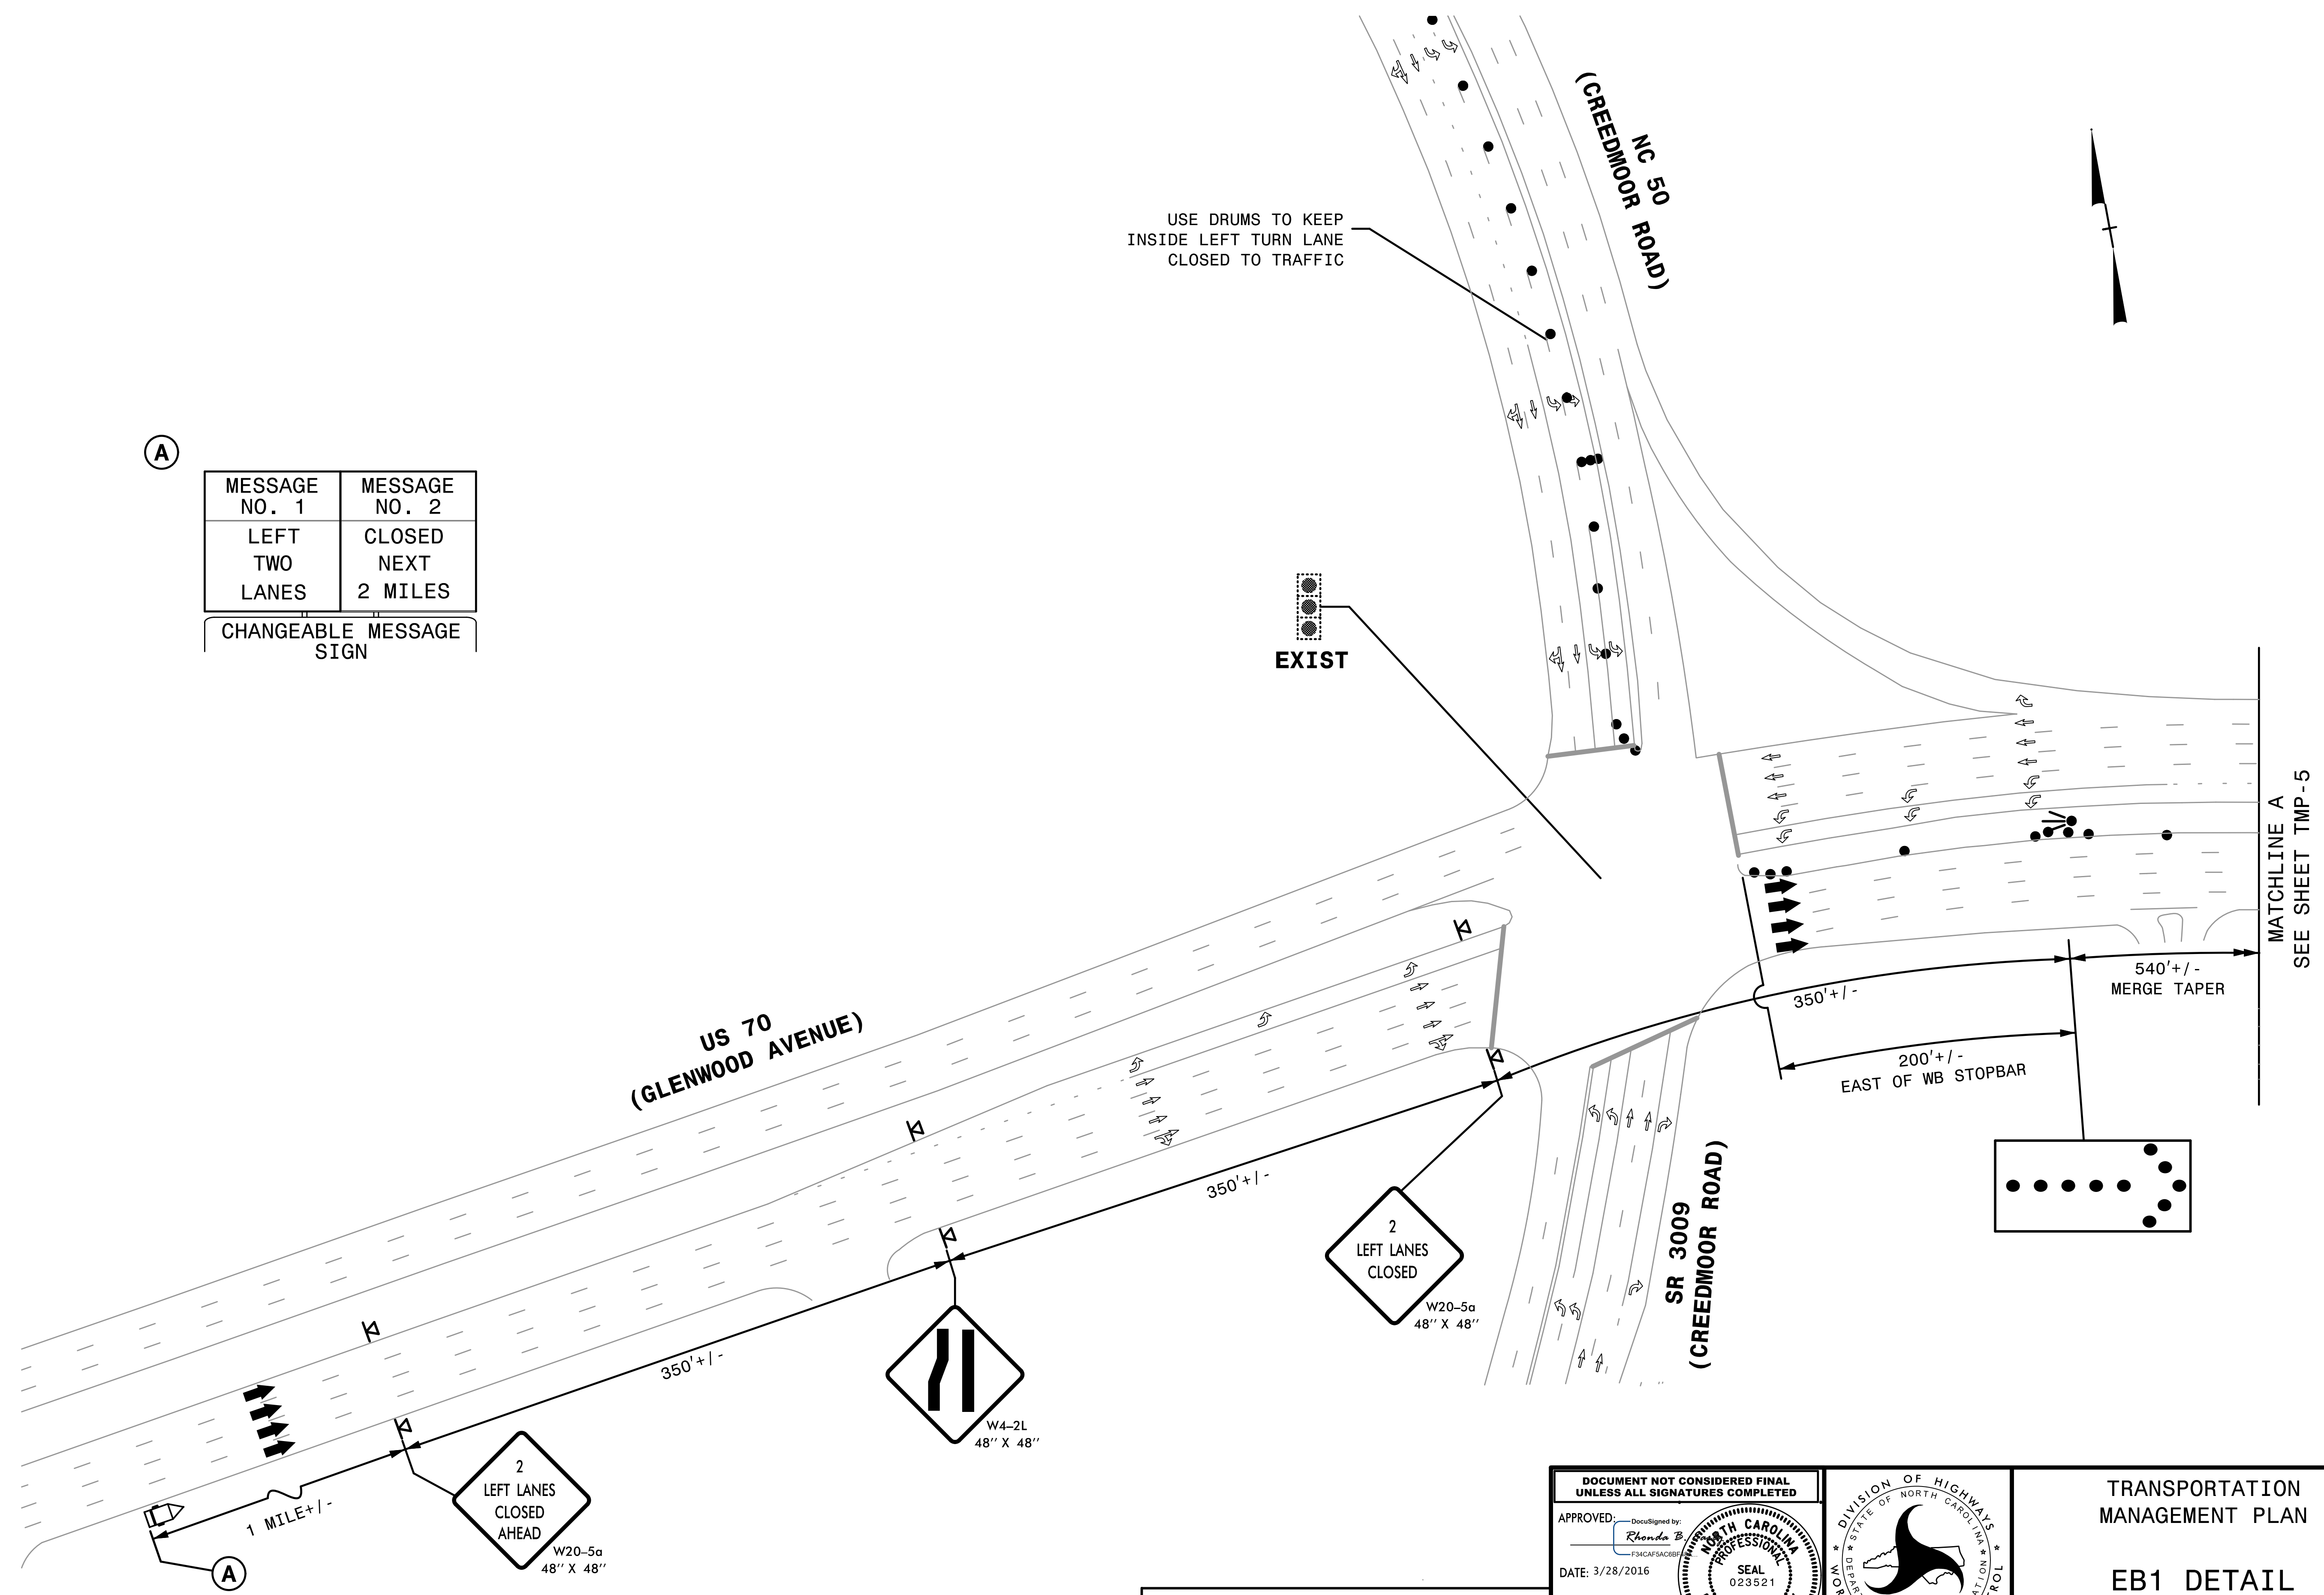 NC 50
(CREEDMOOR ROAD)
USE DRUMS TO KEEP
INSIDE LEFT TURN LANE
CLOSED TO TRAFFIC
A
MESSAGE
NO. 1
MESSAGE
NO. 2
LEFT
TWO
LANES
CLOSED
NEXT
2 MILES
CHANGEABLE MESSAGE
SIGN
EXIST
MATCHLINE A
SEE SHEET TMP-5
540'+/-
MERGE TAPER
350'+/-
200'+/-
EAST OF WB STOPBAR
US 70
(GLENWOOD AVENUE)
350'+/-
2
LEFT LANES
CLOSED
W20-5a
48" X 48"
SR 3009
(CREEDMOOR ROAD)
350'+/-
W4-2L
48" X 48"
2
LEFT LANES
CLOSED
AHEAD
W20-5a
48" X 48"
1 MILE+/-
A
DOCUMENT NOT CONSIDERED FINAL
UNLESS ALL SIGNATURES COMPLETED
APPROVED:
DocuSigned by:
Rhonda B.
DATE: 3/28/2016
NORTH CAROLINA
PROFESSIONAL
SEAL
023521
DIVISION OF HIGHWAYS
STATE OF NORTH CAROLINA
TRANSPORTATION
MANAGEMENT PLAN
EB1 DETAIL